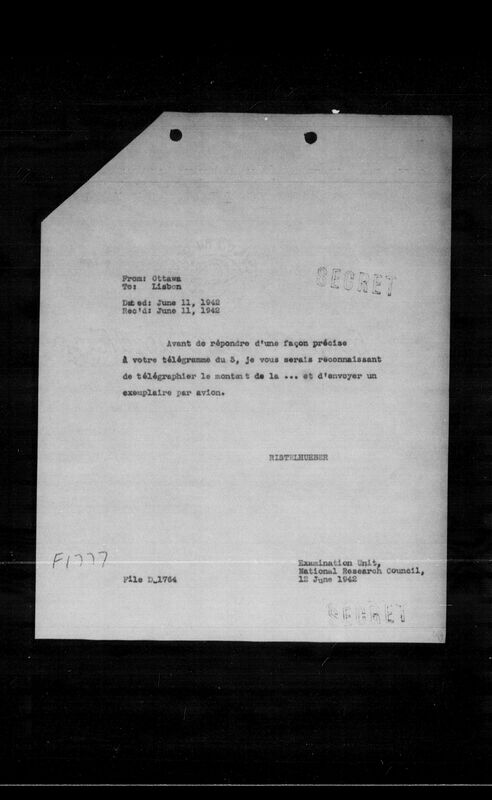 SECRET
From: Ottawa
To: Lisbon
Dated: June 11, 1942
Rec'd: June 11, 1942
Avant de répondre d'une façon précise
à votre télégramme du 3, je vous serais reconnaissant
de télégraphier le montant de la ... et d'envoyer un
exemplaire par avion.
RISTELHUEBER
F1777
Examination Unit,
National Research Council,
12 June 1942
File D_1764
SECRET